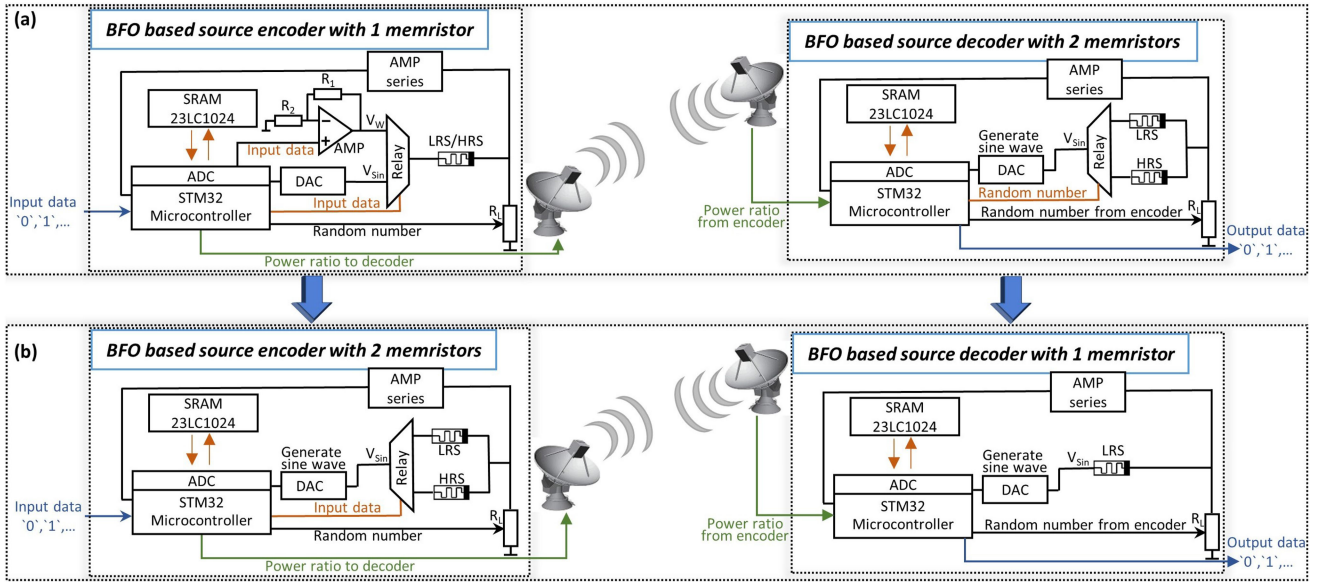 (a)
BFO based source encoder with 1 memristor
AMP
series
R1
R2
SRAM
23LC1024
VW
AMP
Input data
LRS/HRS
Relay
ADC
DAC
VSin
STM32
Microcontroller
Input data
Input data
`0`,`1`,...
RL
Random number
Power ratio to decoder
BFO based source decoder with 2 memristors
AMP
series
SRAM
23LC1024
Generate
sine wave
VSin
LRS
Relay
HRS
ADC
DAC
STM32
Microcontroller
Random number
Power ratio
from encoder
Random number from encoder
RL
Output data
`0`,`1`,...
(b)
BFO based source encoder with 2 memristors
AMP
series
SRAM
23LC1024
Generate
sine wave
VSin
LRS
Relay
HRS
ADC
DAC
STM32
Microcontroller
Input data
Input data
`0`,`1`,...
RL
Random number
Power ratio to decoder
BFO based source decoder with 1 memristor
AMP
series
SRAM
23LC1024
Generate
sine wave
VSin
LRS
ADC
DAC
STM32
Microcontroller
Power ratio
from encoder
Random number from encoder
RL
Output data
`0`,`1`,...